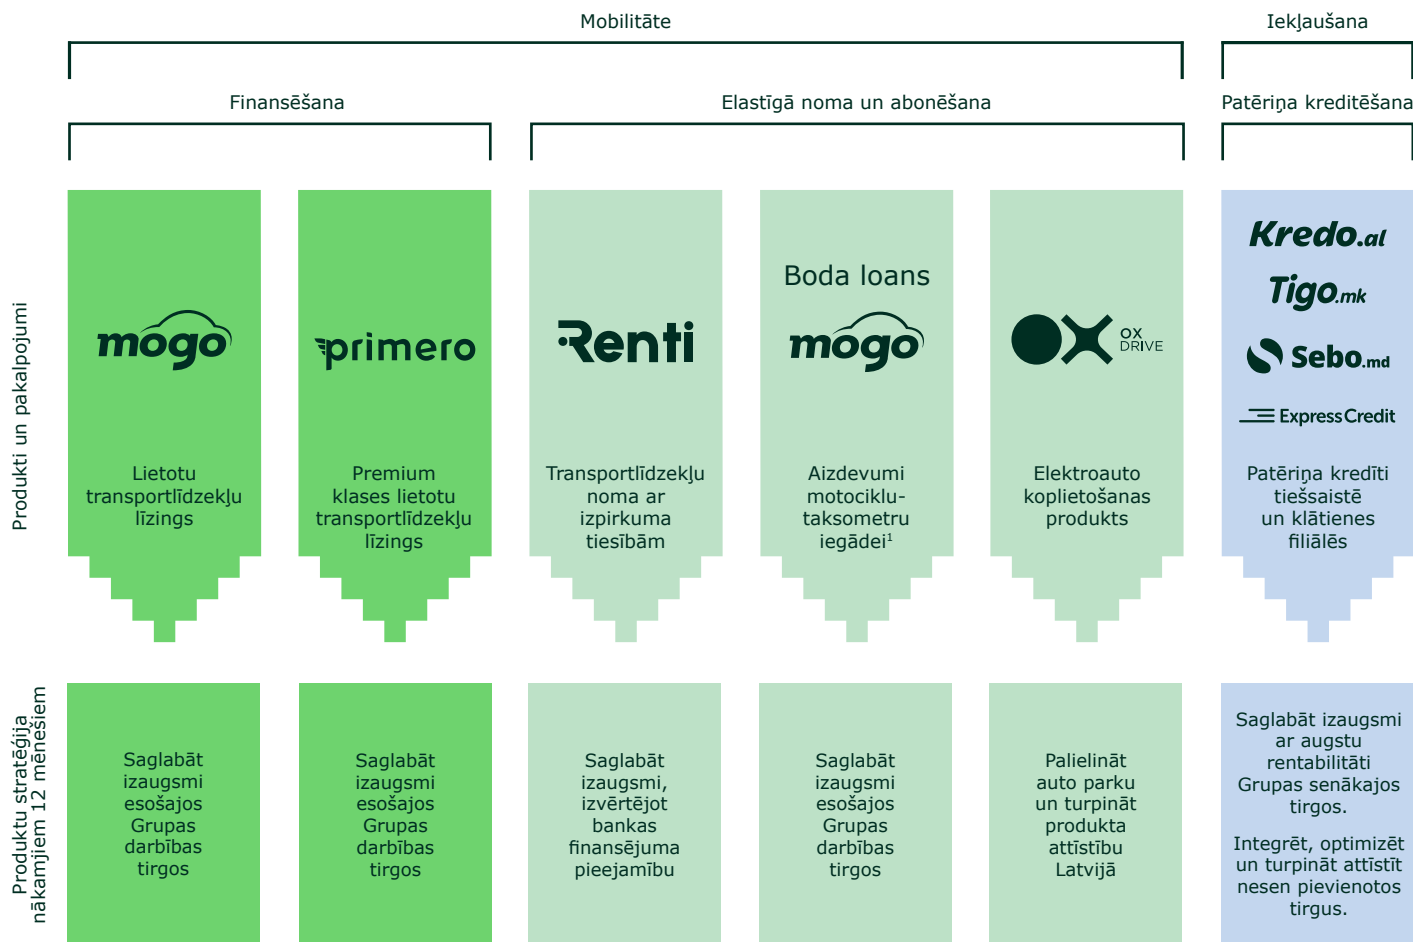 Mobilitāte
Iekļaušana
Finansēšana
Elastīgā noma un abonēšana
Patēriņa kreditēšana
Produkti un pakalpojumi
mogo
Lietotu
transportlīdzekļu
līzings
primero
Premium
klases lietotu
transportlīdzekļu
līzings
Renti
Transportlīdzekļu
noma ar
izpirkuma
tiesībām
Boda loans
mogo
Aizdevumi
motociklu-
taksometru
iegādei¹
OX
OX
DRIVE
Elektroauto
koplietošanas
produkts
Kredo.al
Tigo.mk
Sebo.md
ExpressCredit
Patēriņa kredīti
tiešsaistē
un klātienes
filiālēs
Produktu stratēģija
nākamjiem 12 mēnešiem
Saglabāt
izaugsmi
esošajos
Grupas
darbības
tirgos
Saglabāt
izaugsmi
esošajos
Grupas
darbības
tirgos
Saglabāt
izaugsmi,
izvērtējot
bankas
finansējuma
pieejamību
Saglabāt
izaugsmi
esošajos
Grupas
darbības
tirgos
Palielināt
auto parku
un turpināt
produkta
attīstību
Latvijā
Saglabāt izaugsmi
ar augstu
rentabilitāti
Grupas senākajos
tirgos.
Integrēt, optimizēt
un turpināt attīstīt
nesen pievienotos
tirgus.